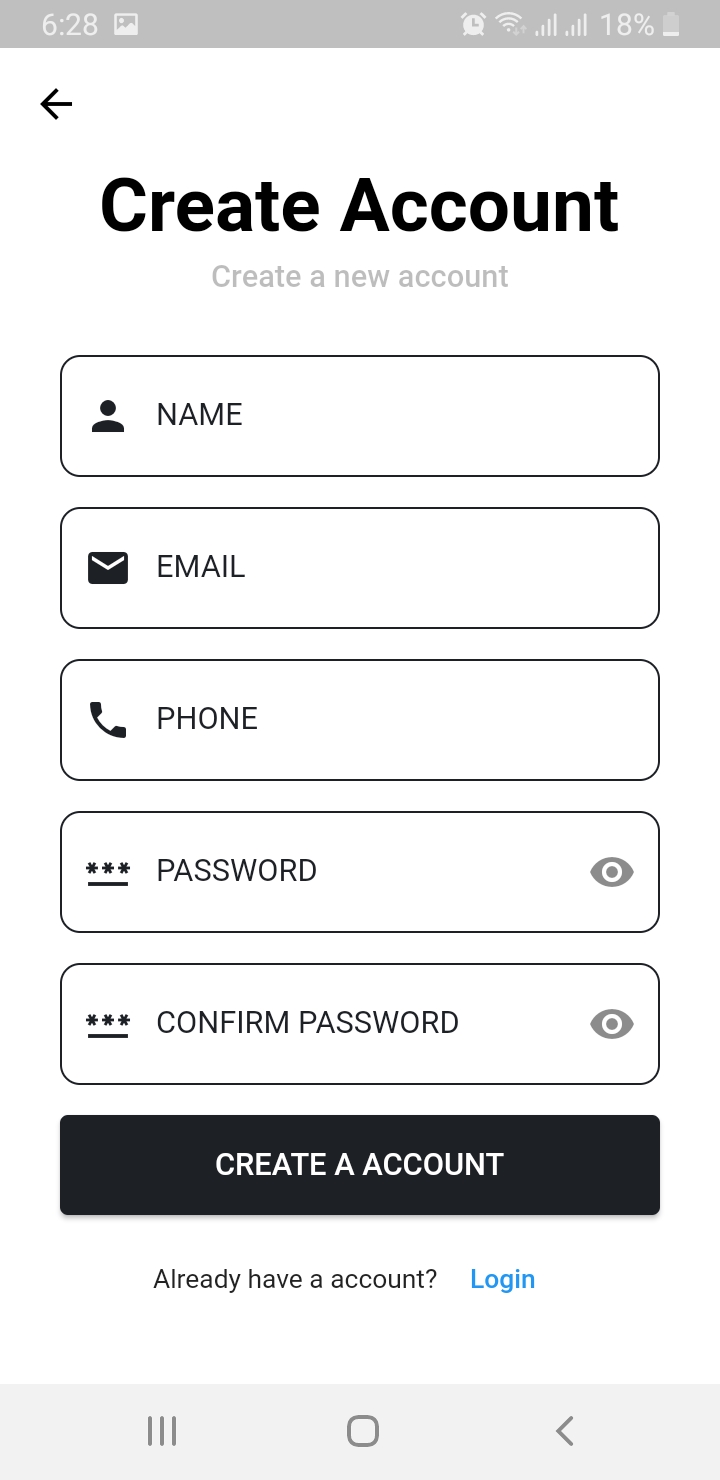 6:28 18%
Create Account
Create a new account
NAME
EMAIL
PHONE
*** PASSWORD
*** CONFIRM PASSWORD
CREATE A ACCOUNT
Already have a account? Login